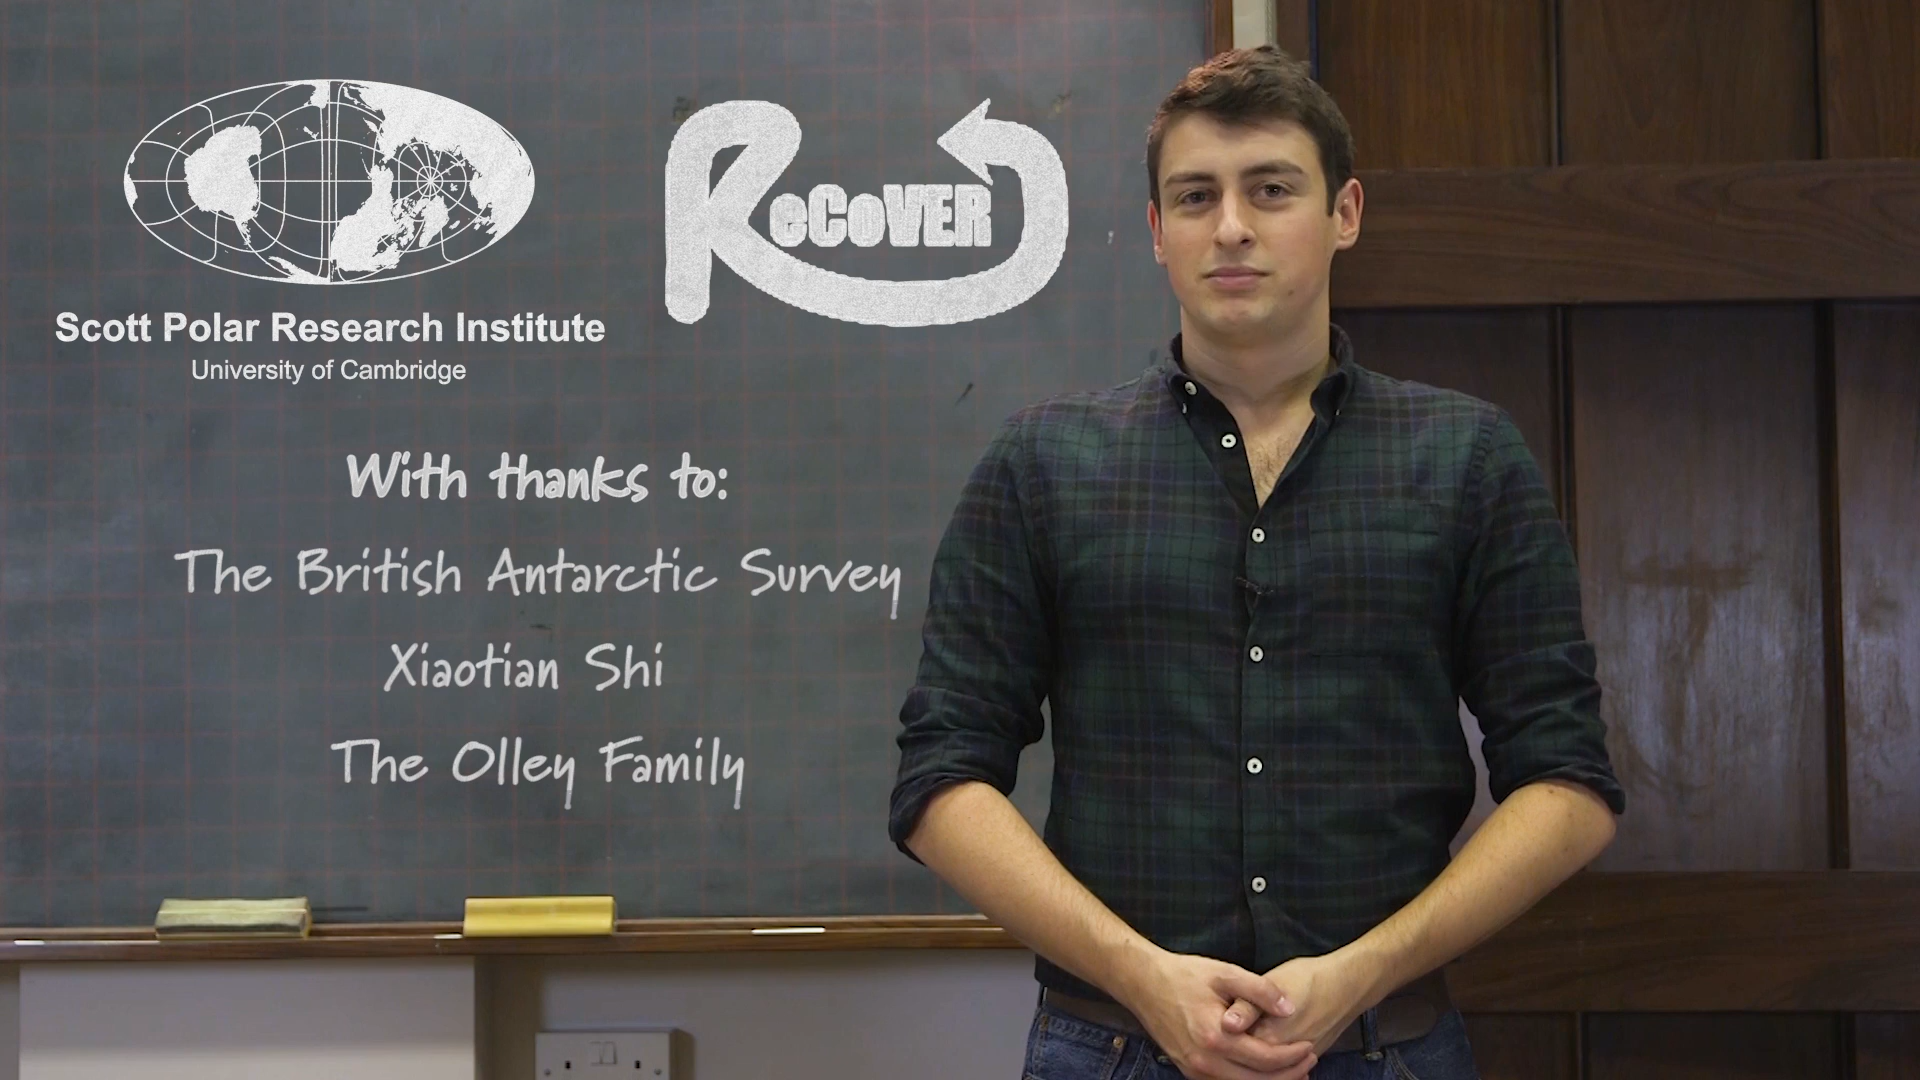 Scott Polar Research Institute
University of Cambridge
ReCoVER
With thanks to:
The British Antarctic Survey
Xiaotian Shi
The Olley Family